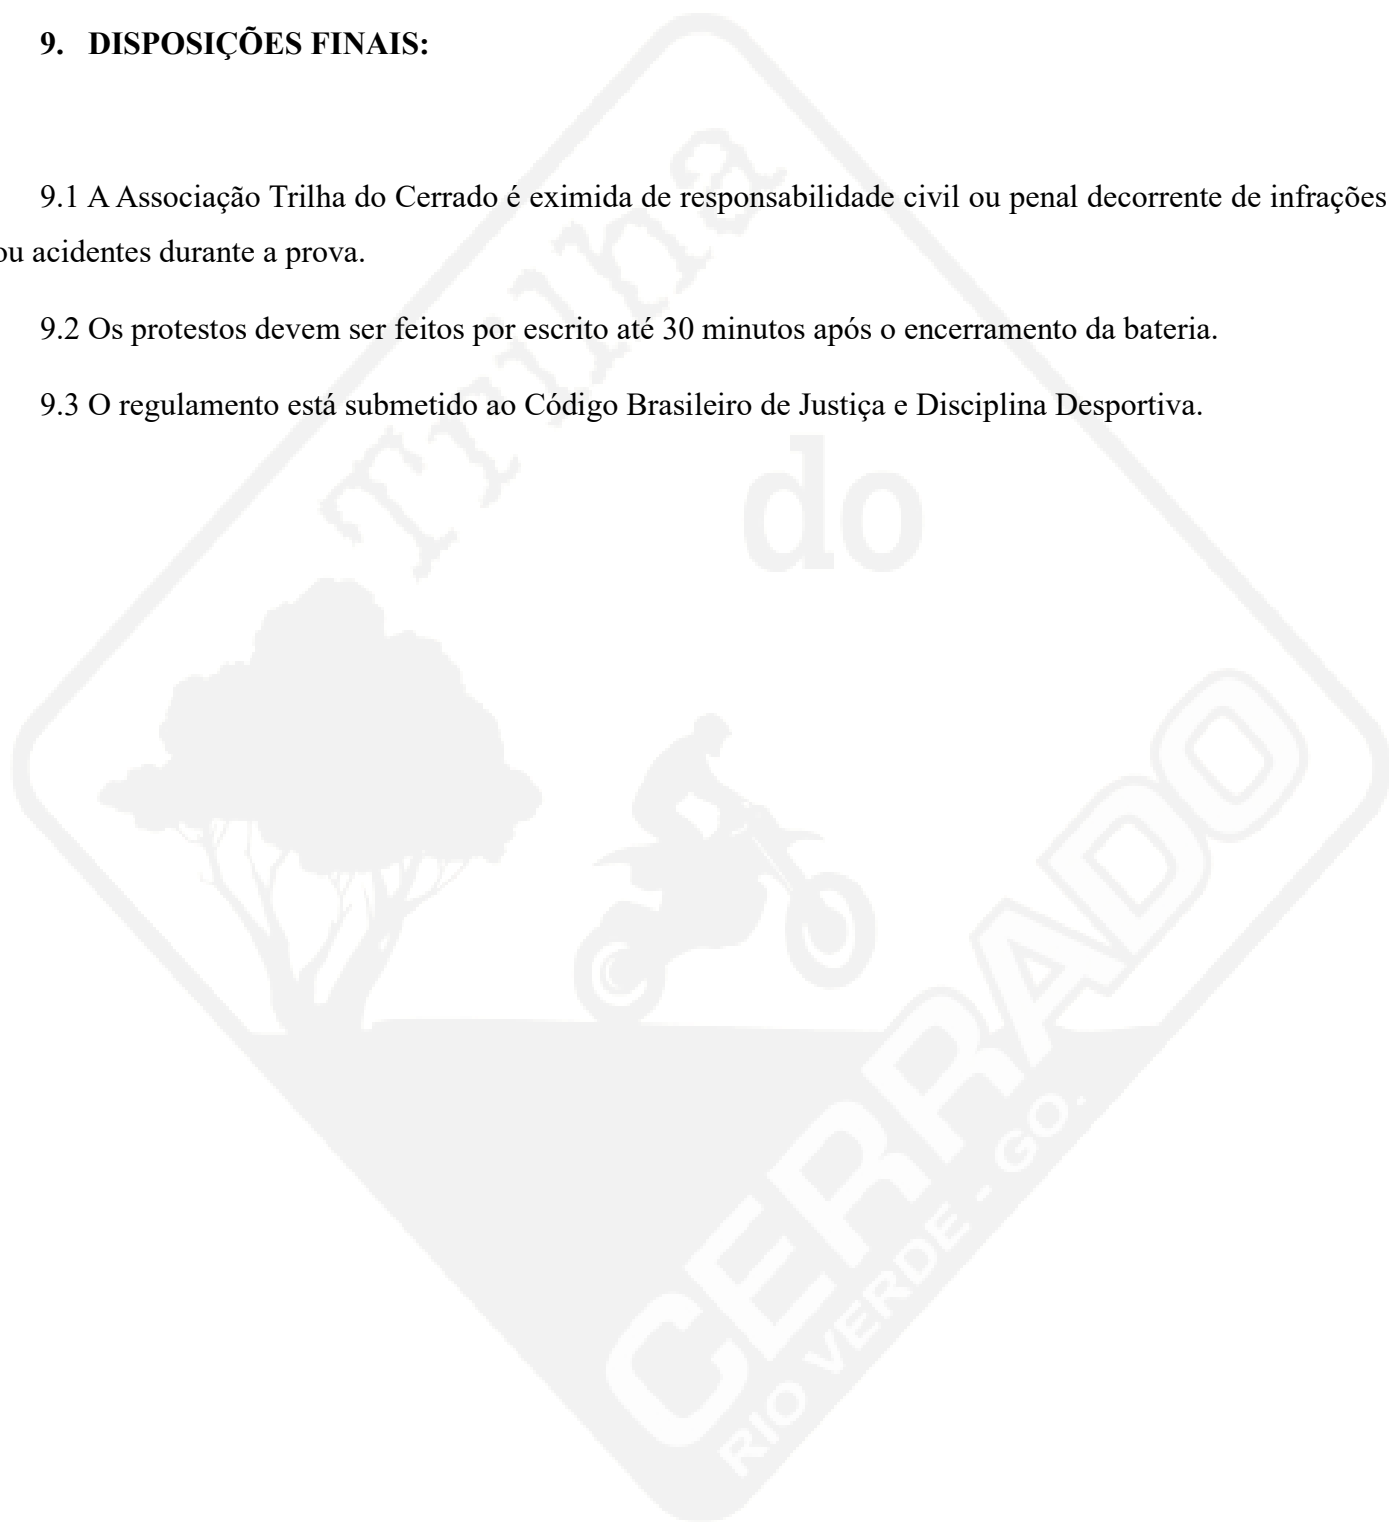 9. DISPOSIÇÕES FINAIS:
9.1 A Associação Trilha do Cerrado é eximida de responsabilidade civil ou penal decorrente de infrações
ou acidentes durante a prova.
9.2 Os protestos devem ser feitos por escrito até 30 minutos após o encerramento da bateria.
9.3 O regulamento está submetido ao Código Brasileiro de Justiça e Disciplina Desportiva.
Trilha
do
CERRADO
RIO VERDE - GO.